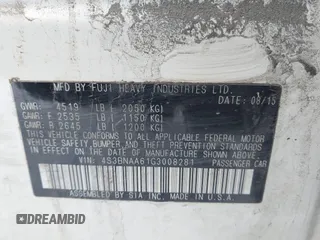 MFD BY FUJI HEAVY INDUSTRIES LTD.
DATE: 08/15
GVWR: 4519 LB ( 2050 KG)
GAWR: F. 2535 LB ( 1150 KG)
GAWR: R. 2645 LB ( 1200 KG)
THIS VEHICLE CONFORMS TO ALL APPLICABLE FEDERAL MOTOR VEHICLE SAFETY, BUMPER, AND THEFT PREVENTION STANDARDS IN EFFECT ON THE DATE OF MANUFACTURE SHOWN ABOVE.
VIN: 4S3BNAA61G3008281
PASSENGER CAR
ASSEMBLED BY SIA INC. MADE IN U.S.A.
DREAMBID